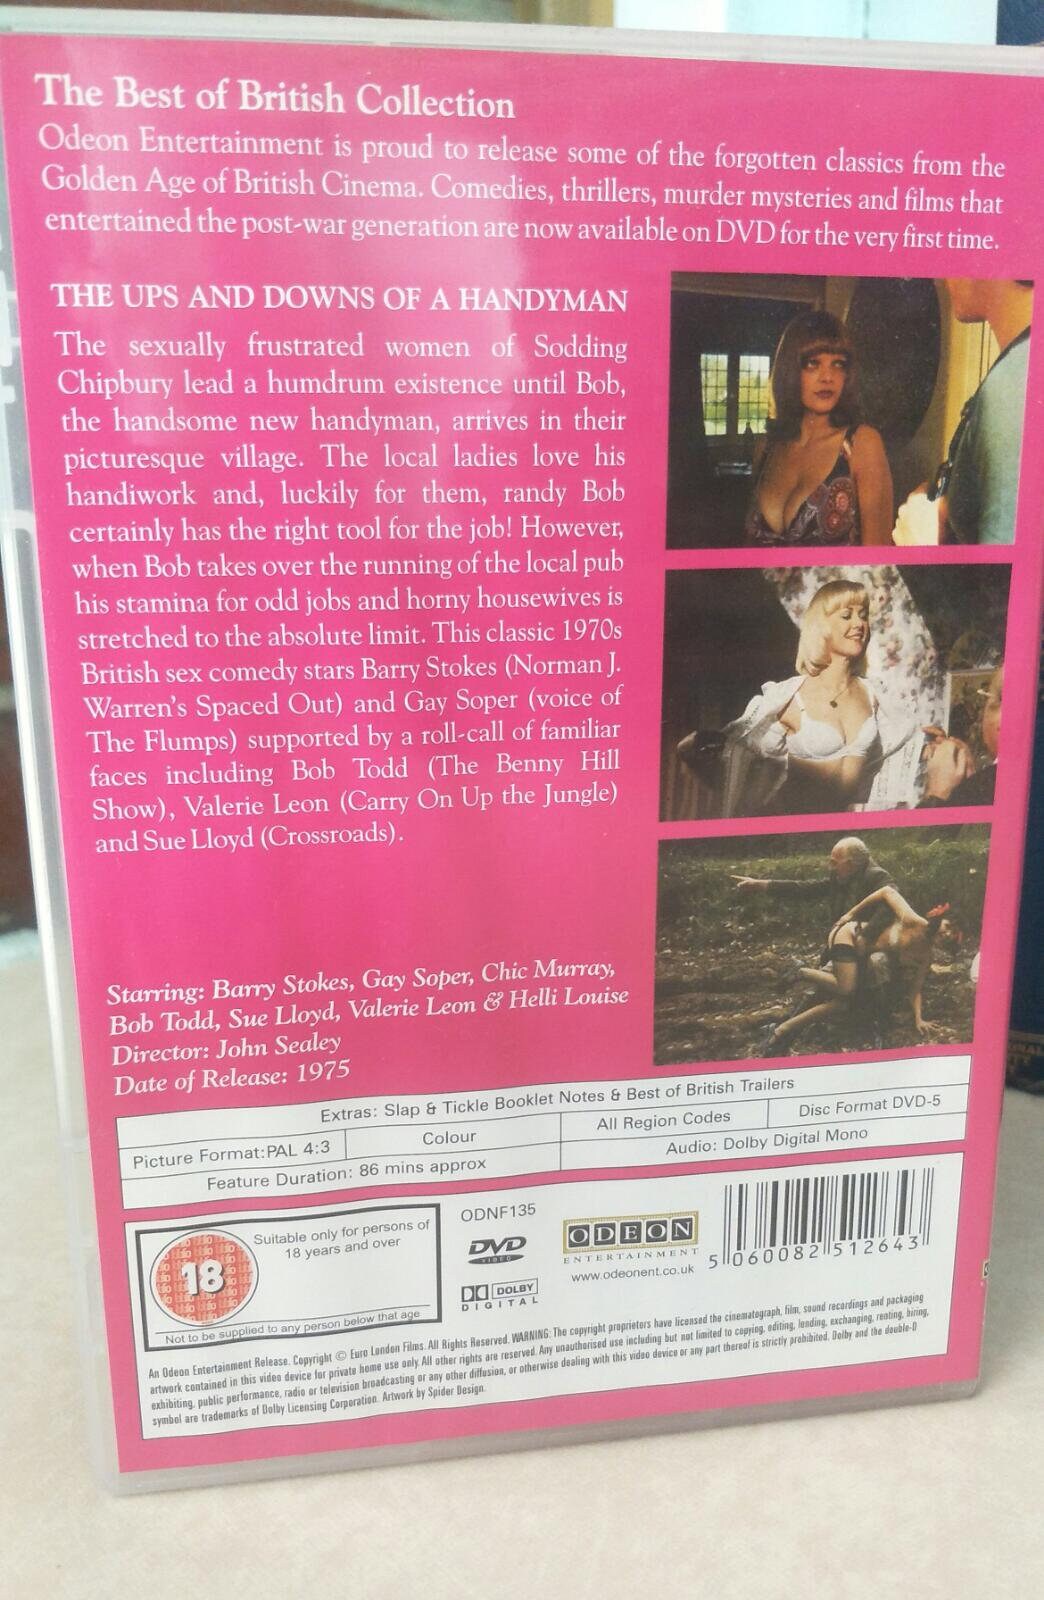 The Best of British Collection
Odeon Entertainment is proud to release some of the forgotten classics from the
Golden Age of British Cinema. Comedies, thrillers, murder mysteries and films that
entertained the post-war generation are now available on DVD for the very first time.
THE UPS AND DOWNS OF A HANDYMAN
The sexually frustrated women of Sodding
Chipbury lead a humdrum existence until Bob,
the handsome new handyman, arrives in their
picturesque village. The local ladies love his
handiwork and, luckily for them, randy Bob
certainly has the right tool for the job! However,
when Bob takes over the running of the local pub
his stamina for odd jobs and horny housewives is
stretched to the absolute limit. This classic 1970s
British sex comedy stars Barry Stokes (Norman J.
Warren's Spaced Out) and Gay Soper (voice of
The Flumps) supported by a roll-call of familiar
faces including Bob Todd (The Benny Hill
Show), Valerie Leon (Carry On Up the Jungle)
and Sue Lloyd (Crossroads).
Starring: Barry Stokes, Gay Soper, Chic Murray,
Bob Todd, Sue Lloyd, Valerie Leon & Helli Louise
Director: John Sealey
Date of Release: 1975
Extras: Slap & Tickle Booklet Notes & Best of British Trailers
Picture Format:PAL 4:3
Colour
All Region Codes
Disc Format DVD-5
Feature Duration: 86 mins approx
Audio: Dolby Digital Mono
18
Suitable only for persons of
18 years and over
Not to be supplied to any person below that age
ODNF135
DVD
VIDEO
DOLBY
DIGITAL
ODEON
ENTERTAINMENT
www.odeonent.co.uk
5 060082 512643
An Odeon Entertainment Release. Copyright © Euro London Films. All Rights Reserved. WARNING: The copyright proprietors have licensed the cinematograph, film, sound recordings and packaging
artwork contained in this video device for private home use only. All other rights are reserved. Any unauthorised use including but not limited to copying, editing, lending, exchanging, renting, hiring,
exhibiting, public performance, radio or television broadcasting or any other diffusion, or otherwise dealing with this video device or any part thereof is strictly prohibited. Dolby and the double-D
symbol are trademarks of Dolby Licensing Corporation. Artwork by Spider Design.